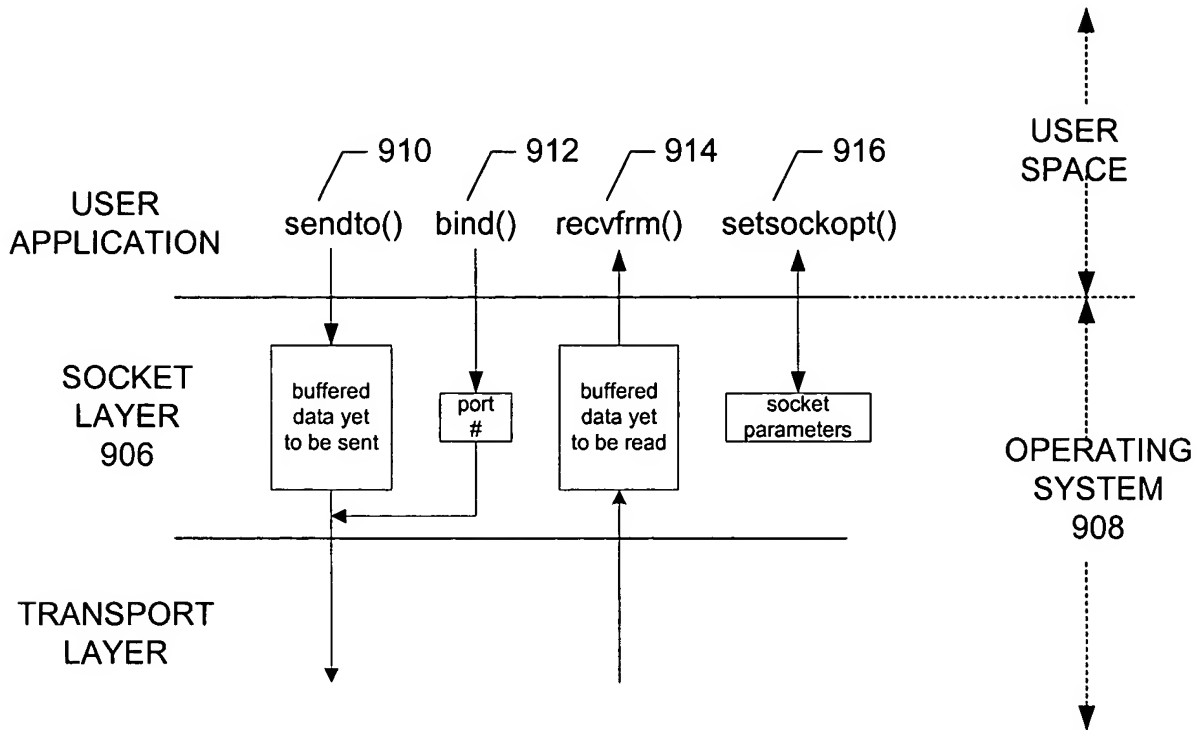 USER
SPACE
910
912
914
916
USER
APPLICATION
sendto()
bind()
recvfrm()
setsockopt()
SOCKET
LAYER
906
buffered
data yet
to be sent
port
#
buffered
data yet
to be read
socket
parameters
OPERATING
SYSTEM
908
TRANSPORT
LAYER